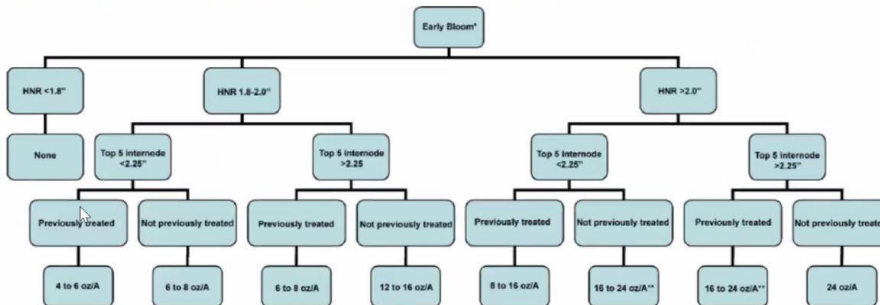 Early Bloom*
HNR <1.8"
HNR 1.8-2.0"
HNR >2.0"
None
Top 5 internode
<2.25"
Top 5 internode
>2.25
Top 5 internode
<2.25"
Top 5 internode
>2.25"
Previously treated
Not previously treated
Previously treated
Not previously treated
Previously treated
Not previously treated
Previously treated
Not previously treated
4 to 6 oz/A
6 to 8 oz/A
6 to 8 oz/A
12 to 16 oz/A
8 to 16 oz/A
16 to 24 oz/A**
16 to 24 oz/A**
24 oz/A